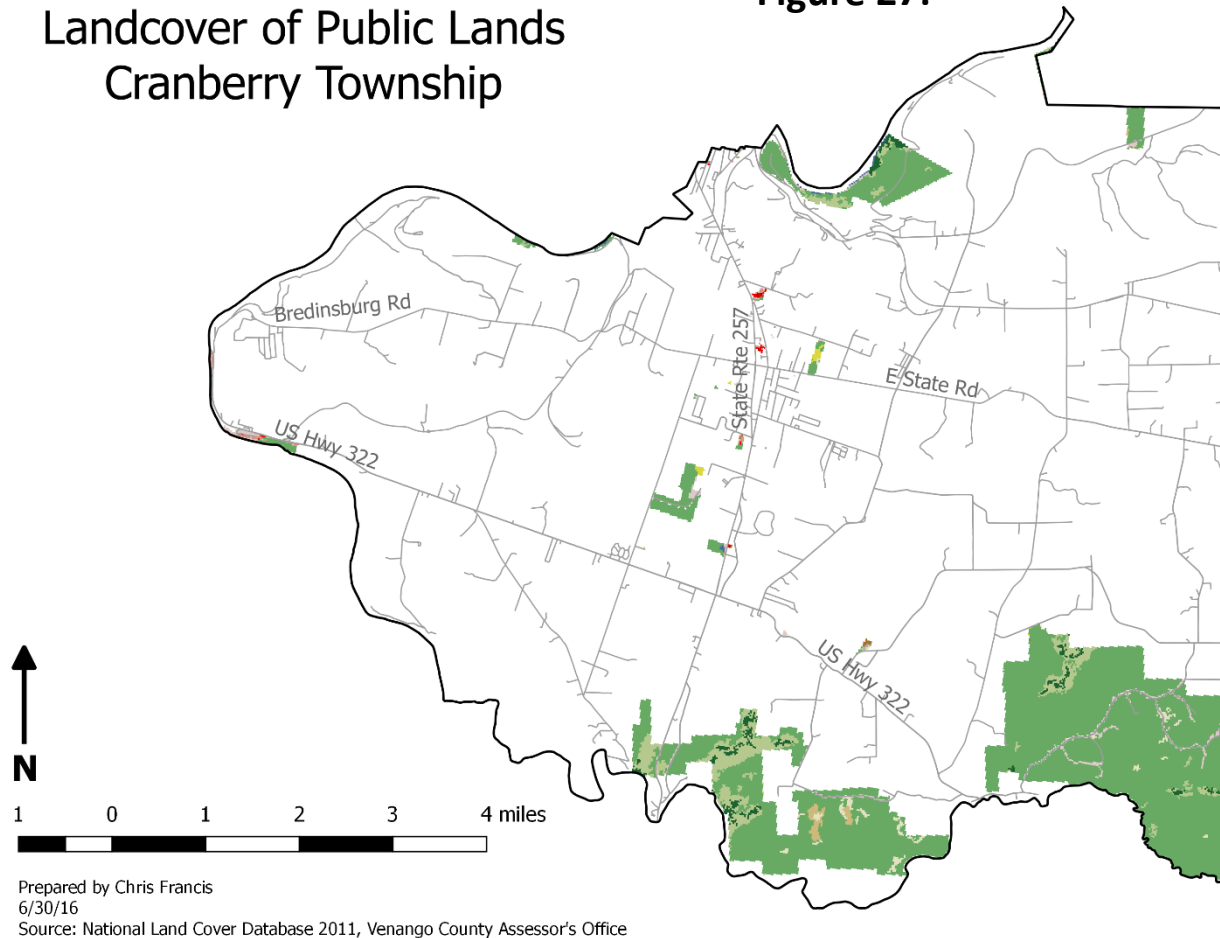 Figure 27.
Landcover of Public Lands
Cranberry Township
Bredinsburg Rd
State Rte 257
E State Rd
US Hwy 322
US Hwy 322
N
1 0 1 2 3 4 miles
Prepared by Chris Francis
6/30/16
Source: National Land Cover Database 2011, Venango County Assessor's Office